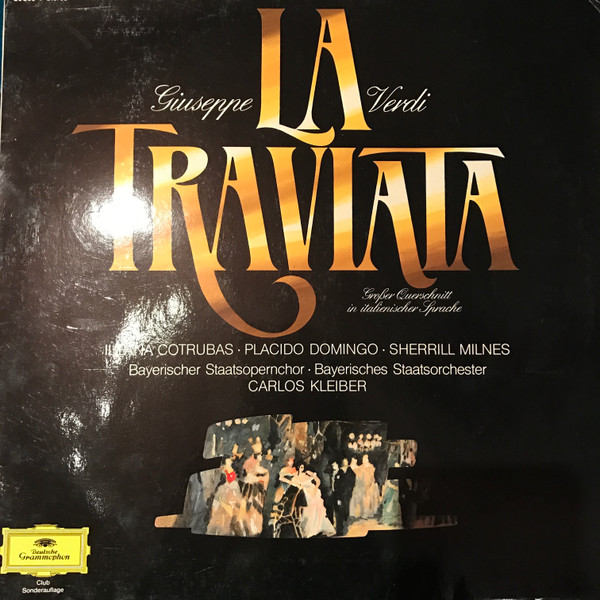 LA
Giuseppe Verdi
TRAVIATA
Großer Querschnitt
in italienischer Sprache
COTRUBAS · PLACIDO DOMINGO · SHERRILL MILNES
Bayerischer Staatsopernchor · Bayerisches Staatsorchester
CARLOS KLEIBER
Deutsche
Grammophon
Club
Sonderauflage